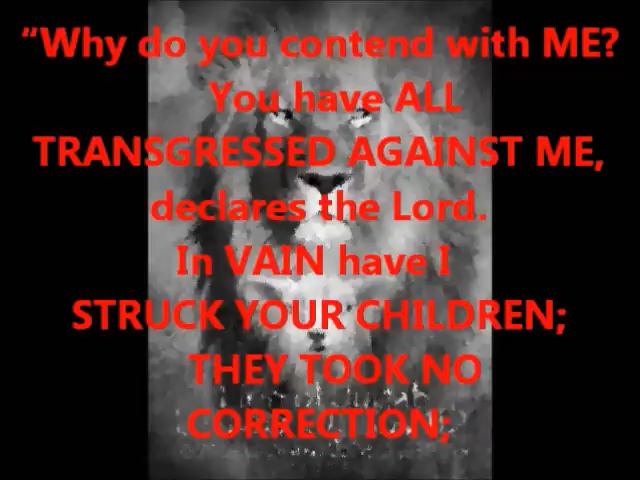 “Why do you contend with ME?
You have ALL
TRANSGRESSED AGAINST ME,
declares the Lord.
In VAIN have I
STRUCK YOUR CHILDREN;
THEY TOOK NO
CORRECTION;